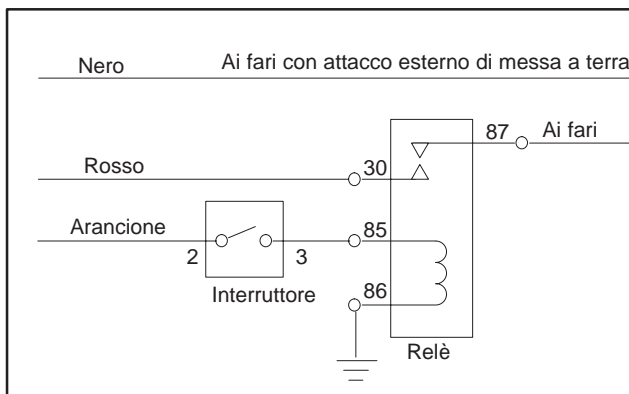 Nero
Ai fari con attacco esterno di messa a terra
87
Ai fari
Rosso
30
Arancione
85
2
3
Interruttore
86
Relè